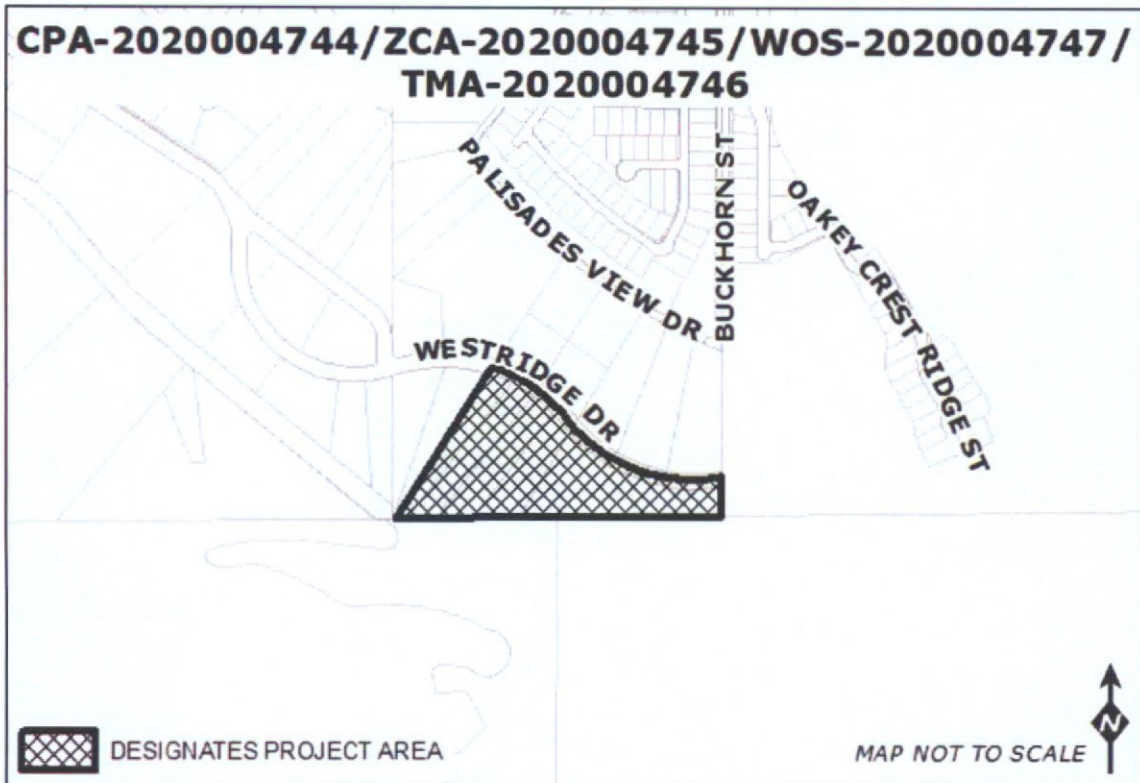 CPA-2020004744/ZCA-2020004745/WOS-2020004747/
TMA-2020004746
PALISADES VIEW DR
BUCKHORN ST
OAKEY CREST RIDGE ST
WESTRIDGE DR
DESIGNATES PROJECT AREA
MAP NOT TO SCALE
N